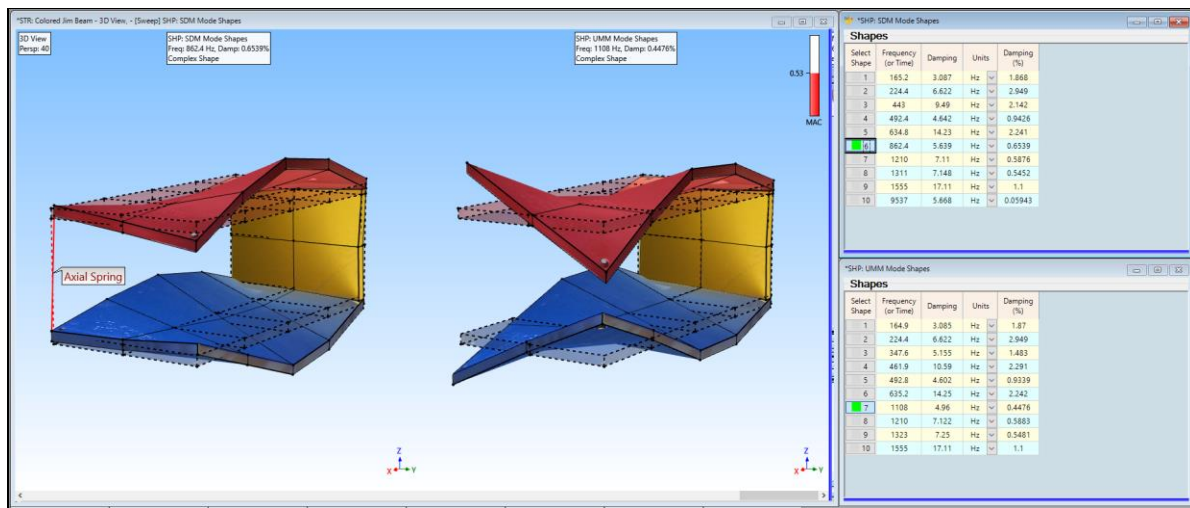 *STR: Colored Jim Beam - 3D View, - [Sweep] SHP: SDM Mode Shapes
3D View
Persp: 40
SHP: SDM Mode Shapes
Freq: 862.4 Hz, Damp: 0.6539%
Complex Shape
SHP: UMM Mode Shapes
Freq: 1108 Hz, Damp: 0.4476%
Complex Shape
0.53
MAC
Axial Spring
Z
X Y
Z
X Y
*SHP: SDM Mode Shapes
Shapes
Select Shape Frequency (or Time) Damping Units Damping (%)
1 165.2 3.087 Hz 1.868
2 224.4 6.622 Hz 2.949
3 443 9.49 Hz 2.142
4 492.4 4.642 Hz 0.9426
5 634.8 14.23 Hz 2.241
6 862.4 5.639 Hz 0.6539
7 1210 7.11 Hz 0.5876
8 1311 7.148 Hz 0.5452
9 1555 17.11 Hz 1.1
10 9537 5.668 Hz 0.05943
*SHP: UMM Mode Shapes
Shapes
Select Shape Frequency (or Time) Damping Units Damping (%)
1 164.9 3.085 Hz 1.87
2 224.4 6.622 Hz 2.949
3 347.6 5.155 Hz 1.483
4 461.9 10.59 Hz 2.291
5 492.8 4.602 Hz 0.9339
6 635.2 14.25 Hz 2.242
7 1108 4.96 Hz 0.4476
8 1210 7.122 Hz 0.5883
9 1323 7.25 Hz 0.5481
10 1555 17.11 Hz 1.1